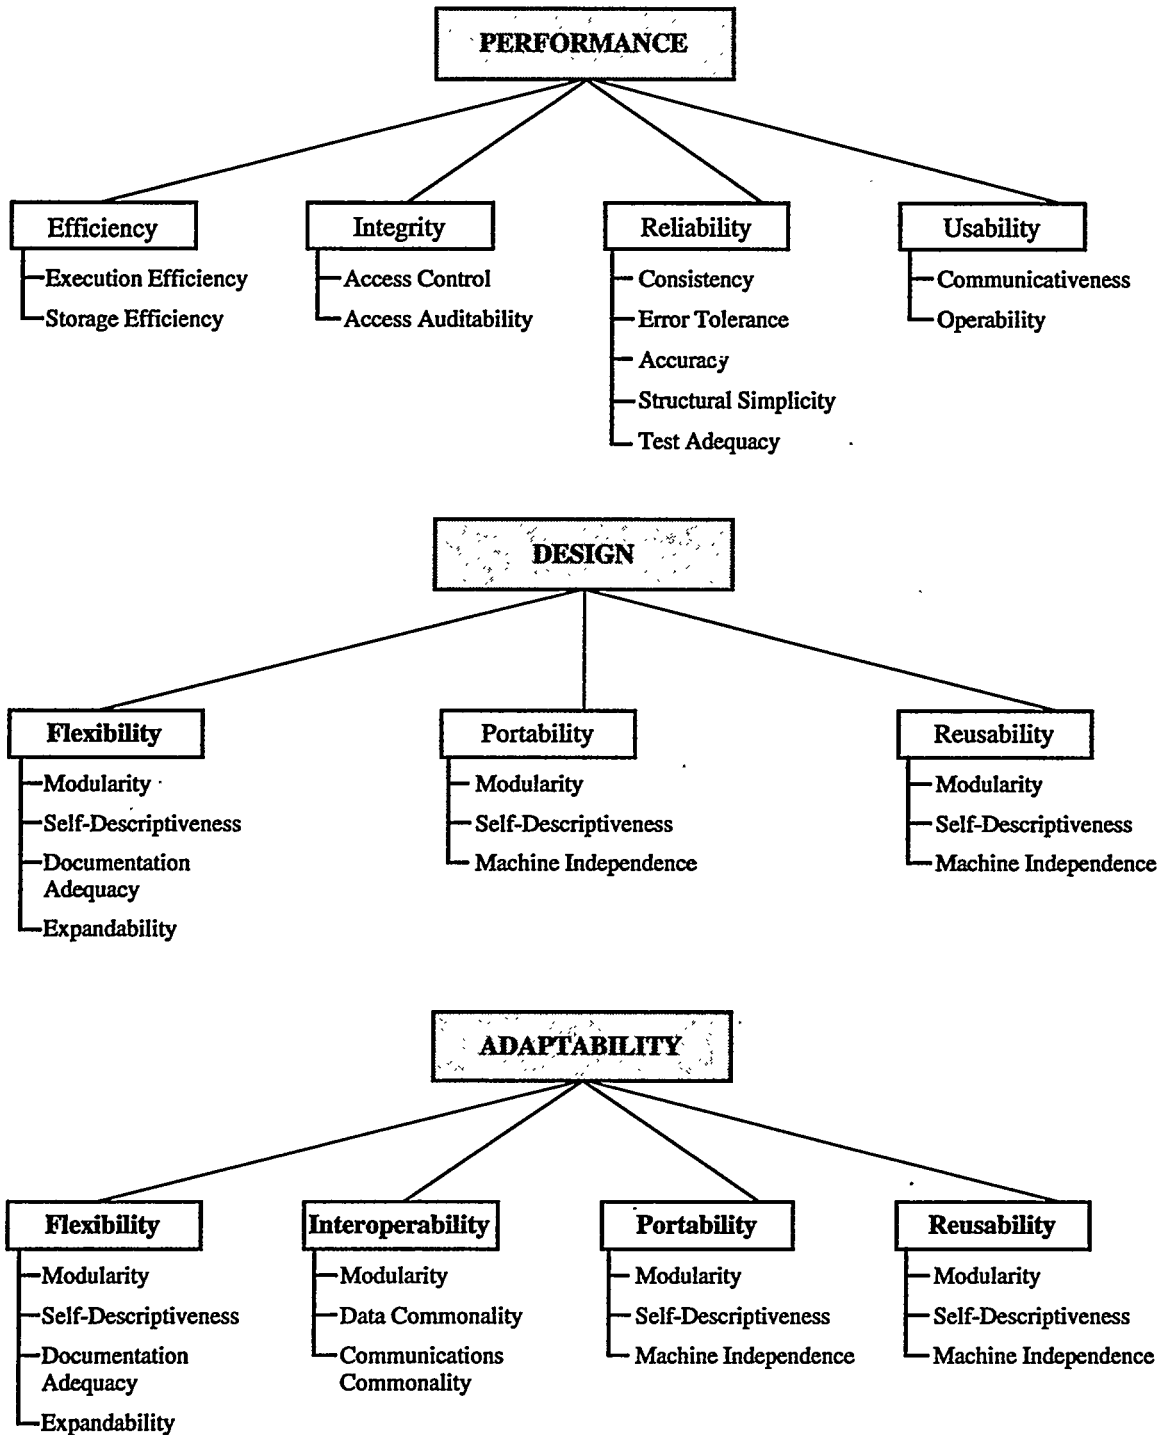 PERFORMANCE
Efficiency
Execution Efficiency
Storage Efficiency
Integrity
Access Control
Access Auditability
Reliability
Consistency
Error Tolerance
Accuracy
Structural Simplicity
Test Adequacy
Usability
Communicativeness
Operability
DESIGN
Flexibility
Modularity
Self-Descriptiveness
Documentation
Adequacy
Expandability
Portability
Modularity
Self-Descriptiveness
Machine Independence
Reusability
Modularity
Self-Descriptiveness
Machine Independence
ADAPTABILITY
Flexibility
Modularity
Self-Descriptiveness
Documentation
Adequacy
Expandability
Interoperability
Modularity
Data Commonality
Communications
Commonality
Portability
Modularity
Self-Descriptiveness
Machine Independence
Reusability
Modularity
Self-Descriptiveness
Machine Independence